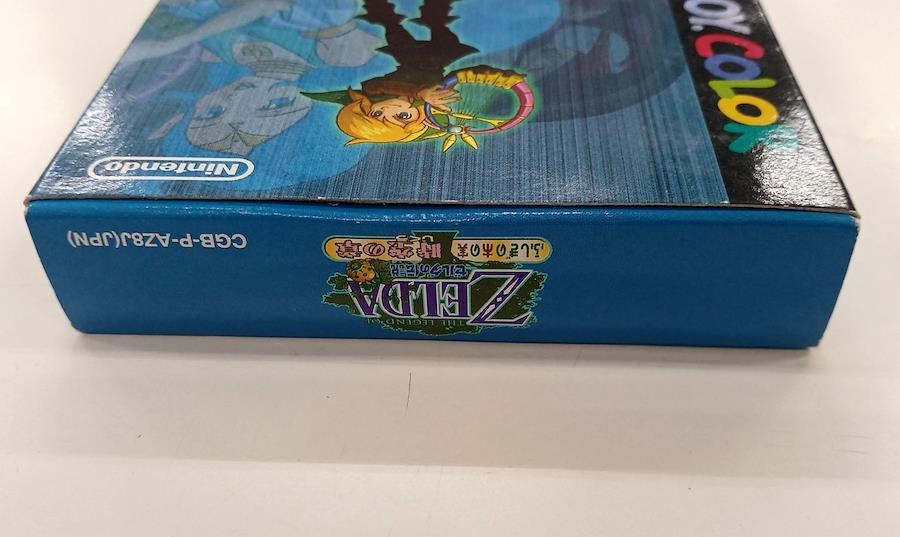 OY COLOR
Nintendo
CGB-P-AZ8J(JPN)
THE LEGEND OF
ZELDA
ゼルダの伝説
ふしぎの木の実
時空の章